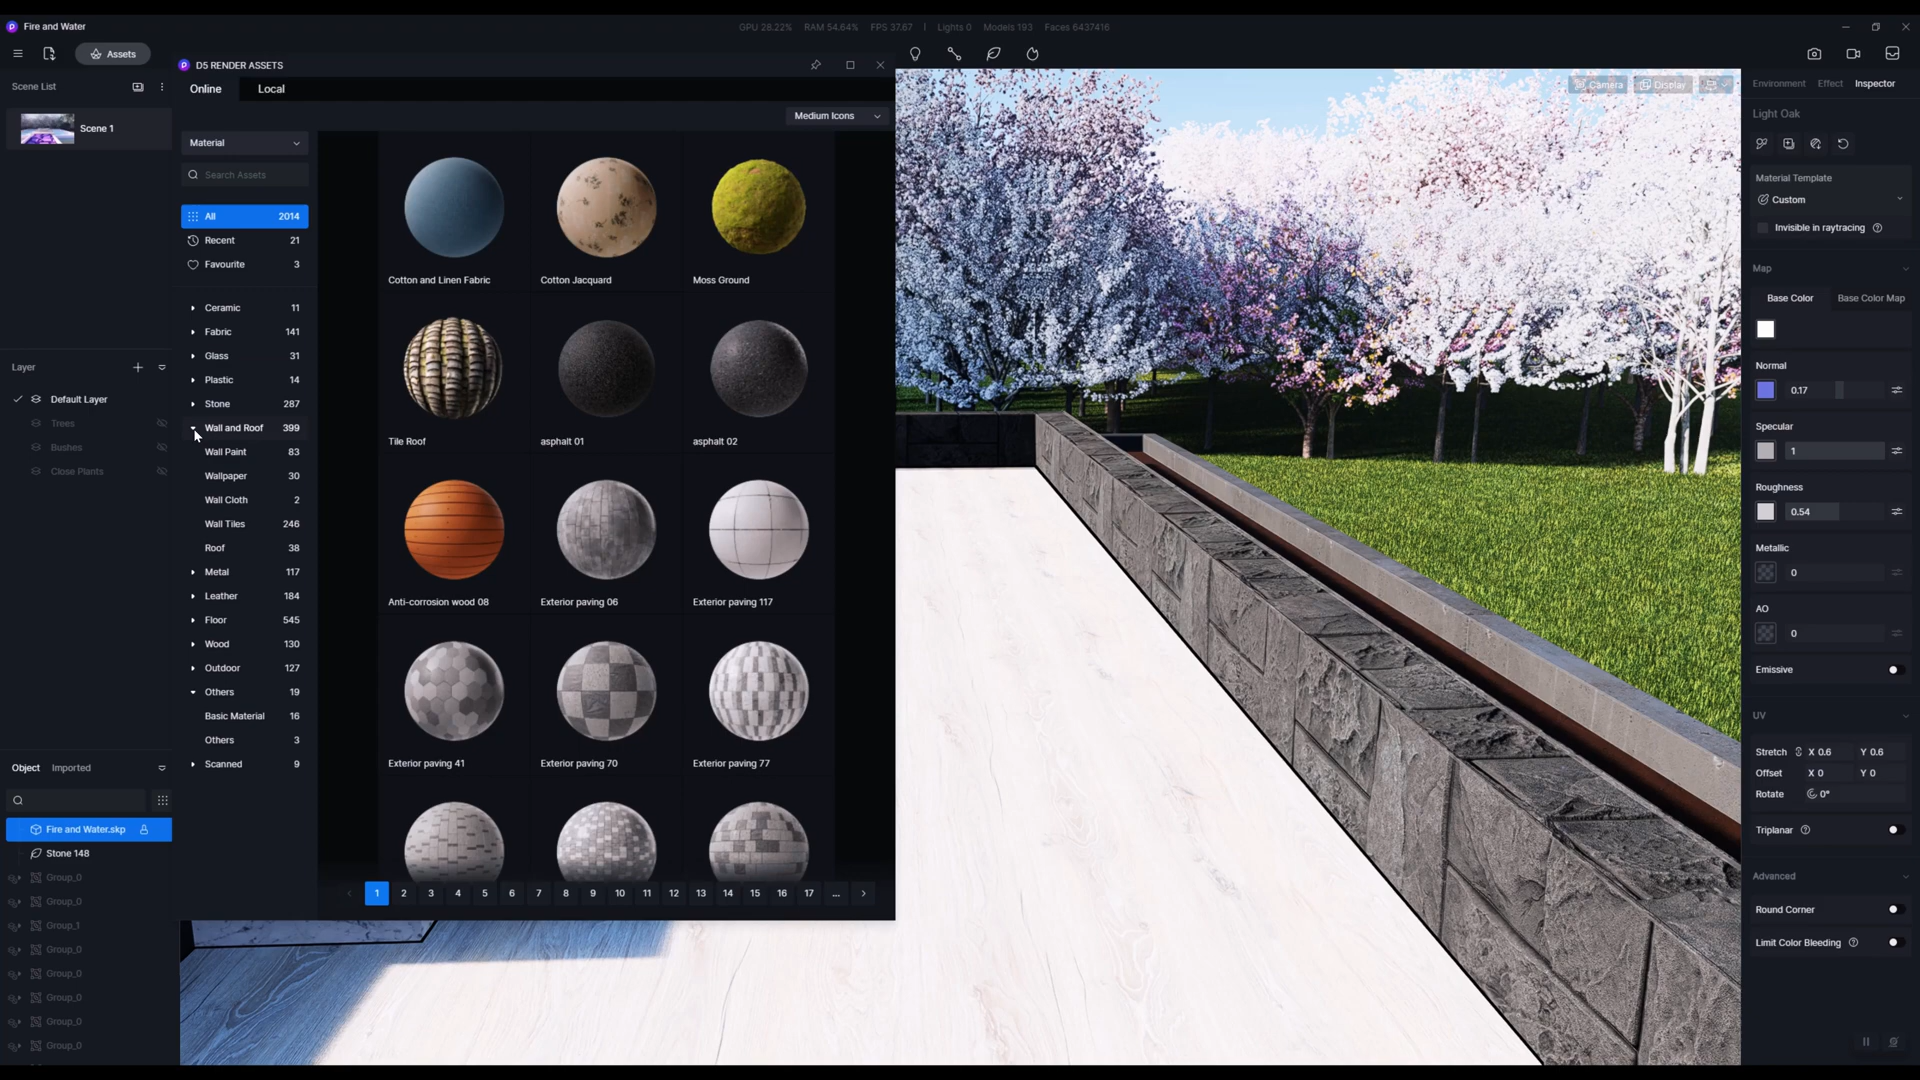 Fire and Water
GPU 28.22% RAM 54.64% FPS 37.67 | Lights 0 Models 193 Faces 6437416
Assets
Scene List
Scene 1
Layer
Default Layer
Trees
Bushes
Close Plants
Object Imported
Fire and Water.skp
Stone 148
Group_0
Group_0
Group_1
Group_0
Group_0
Group_0
Group_0
Group_0
D5 RENDER ASSETS
Online Local
Medium Icons
Material
Search Assets
All 2014
Recent 21
Favourite 3
Ceramic 11
Fabric 141
Glass 31
Plastic 14
Stone 287
Wall and Roof 399
Wall Paint 83
Wallpaper 30
Wall Cloth 2
Wall Tiles 246
Roof 38
Metal 117
Leather 184
Floor 545
Wood 130
Outdoor 127
Others 19
Basic Material 16
Others 3
Scanned 9
Cotton and Linen Fabric Cotton Jacquard Moss Ground
Tile Roof asphalt 01 asphalt 02
Anti-corrosion wood 08 Exterior paving 06 Exterior paving 117
Exterior paving 41 Exterior paving 70 Exterior paving 77
1 2 3 4 5 6 7 8 9 10 11 12 13 14 15 16 17 ...
Camera Display
Environment Effect Inspector
Light Oak
Material Template
Custom
Invisible in raytracing
Map
Base Color Base Color Map
Normal
0.17
Specular
1
Roughness
0.54
Metallic
0
AO
0
Emissive
UV
Stretch X 0.6 Y 0.6
Offset X 0 Y 0
Rotate 0°
Triplanar
Advanced
Round Corner
Limit Color Bleeding